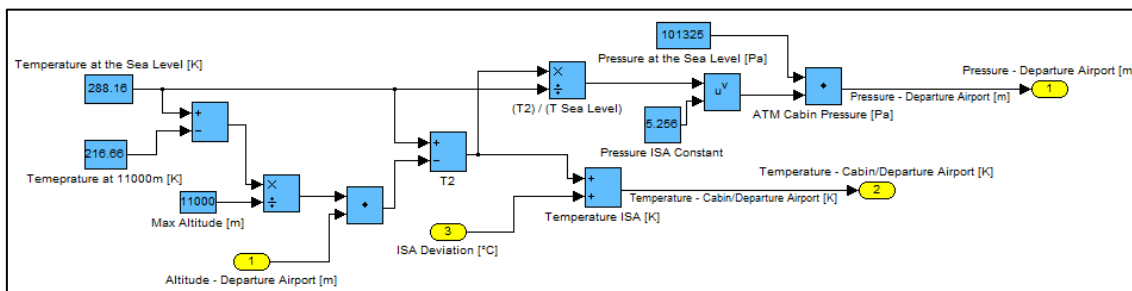 101325
Pressure at the Sea Level [Pa]
Temperature at the Sea Level [K]
288.16
×
÷
(T2) / (T Sea Level)
u^v
ATM Cabin Pressure [Pa]
Pressure - Departure Airport [m
1
Pressure - Departure Airport [m]
+
−
216.66
Temeprature at 11000m [K]
5.256
Pressure ISA Constant
+
−
T2
×
÷
11000
Max Altitude [m]
+
+
Temperature ISA [K]
Temperature - Cabin/Departure Airport [K]
2
Temperature - Cabin/Departure Airport [K]
3
ISA Deviation [°C]
1
Altitude - Departure Airport [m]